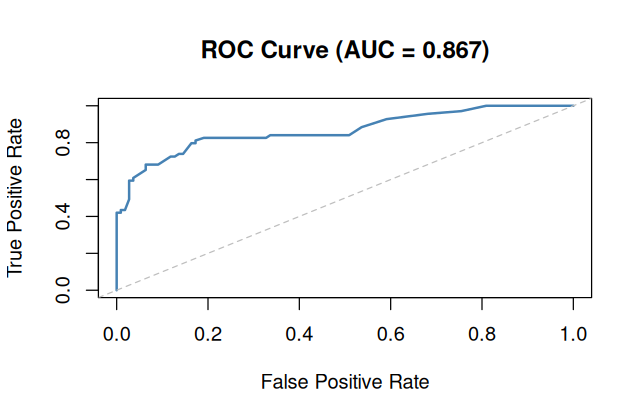 ROC Curve (AUC = 0.867)
True Positive Rate
0.8
0.4
0.0
0.0 0.2 0.4 0.6 0.8 1.0
False Positive Rate